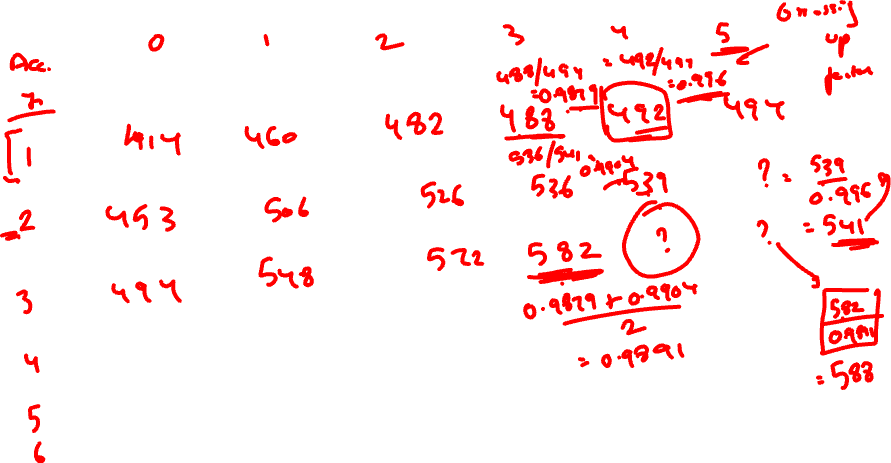 0 1 2 3 4 5
Grossing
up
factor
Acc.
Yr
488/494
=0.9879
=492/494
=0.996
1 414 460 482 488 492 494
536/541
0.9904
2 453 506 526 536 539
3 494 548 572 582 ?
4
5
6
0.9879 + 0.9904
2
= 0.9891
? = 539
0.996
= 541
?
582
0.9891
= 588